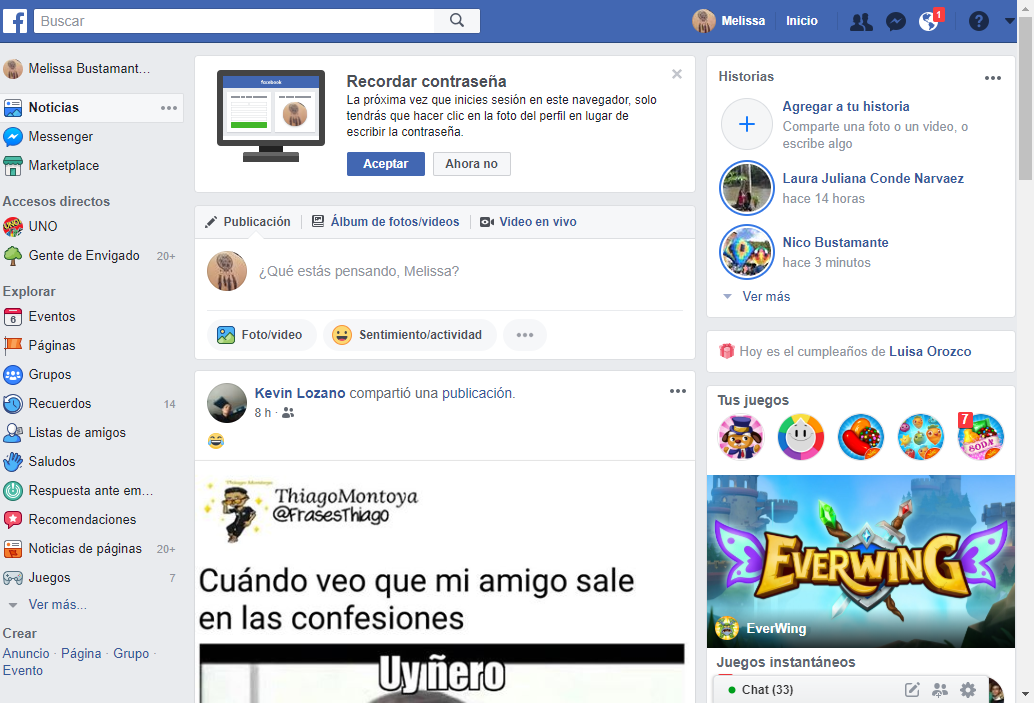 Buscar
Melissa
Inicio
1
Melissa Bustamant...
Noticias
Messenger
Marketplace
Accesos directos
UNO
Gente de Envigado 20+
Explorar
6
Eventos
Páginas
Grupos
Recuerdos 14
Listas de amigos
Saludos
Respuesta ante em...
Recomendaciones
Noticias de páginas 20+
Juegos 7
Ver más...
Crear
Anuncio · Página · Grupo ·
Evento
facebook
Recordar contraseña
La próxima vez que inicies sesión en este navegador, solo
tendrás que hacer clic en la foto del perfil en lugar de
escribir la contraseña.
Aceptar
Ahora no
Publicación
Álbum de fotos/videos
Video en vivo
¿Qué estás pensando, Melissa?
Foto/video
Sentimiento/actividad
Kevin Lozano compartió una publicación.
8 h ·
Thiago Montoya
ThiagoMontoya
@FrasesThiago
Cuándo veo que mi amigo sale
en las confesiones
Uy ñero
Historias
Agregar a tu historia
Comparte una foto o un video, o
escribe algo
Laura Juliana Conde Narvaez
hace 14 horas
Nico Bustamante
hace 3 minutos
Ver más
Hoy es el cumpleaños de Luisa Orozco
Tus juegos
7
SODA
EVERWING
EverWing
Juegos instantáneos
Chat (33)